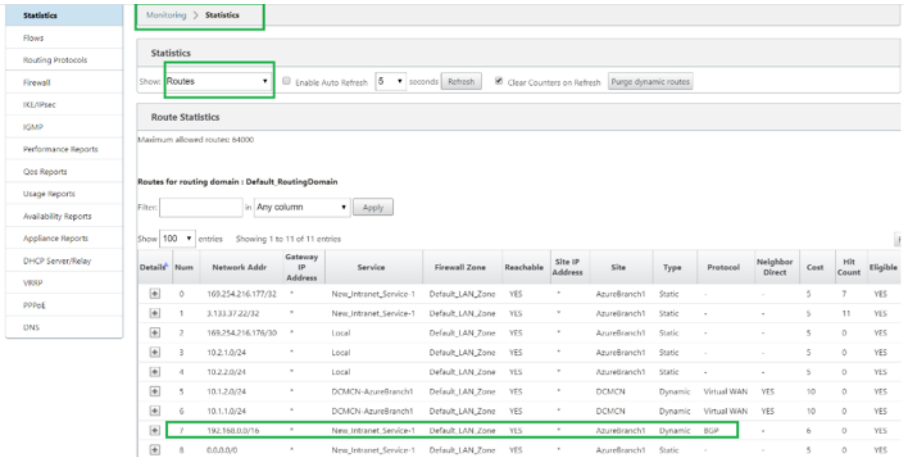 Statistics
Flows
Routing Protocols
Firewall
IKE/IPsec
IGMP
Performance Reports
Qos Reports
Usage Reports
Availability Reports
Appliance Reports
DHCP Server/Relay
VRRP
PPPoE
DNS
Monitoring > Statistics
Statistics
Show: Routes Enable Auto Refresh 5 seconds Refresh Clear Counters on Refresh Purge dynamic routes
Route Statistics
Maximum allowed routes: 64000
Routes for routing domain : Default_RoutingDomain
Filter: in Any column Apply
Show 100 entries Showing 1 to 11 of 11 entries
Details Num Network Addr Gateway IP Address Service Firewall Zone Reachable Site IP Address Site Type Protocol Neighbor Direct Cost Hit Count Eligible
+ 0 169.254.216.177/32 * New_Intranet_Service-1 Default_LAN_Zone YES * AzureBranch1 Static - - 5 7 YES
+ 1 3.133.37.22/32 * New_Intranet_Service-1 Default_LAN_Zone YES * AzureBranch1 Static - - 5 11 YES
+ 2 169.254.216.176/30 * Local Default_LAN_Zone YES * AzureBranch1 Static - - 5 0 YES
+ 3 10.2.1.0/24 * Local Default_LAN_Zone YES * AzureBranch1 Static - - 5 0 YES
+ 4 10.2.2.0/24 * Local Default_LAN_Zone YES * AzureBranch1 Static - - 5 0 YES
+ 5 10.1.2.0/24 * DCMCN-AzureBranch1 Default_LAN_Zone YES * DCMCN Dynamic Virtual WAN YES 10 0 YES
+ 6 10.1.1.0/24 * DCMCN-AzureBranch1 Default_LAN_Zone YES * DCMCN Dynamic Virtual WAN YES 10 0 YES
+ 7 192.168.0.0/16 * New_Intranet_Service-1 Default_LAN_Zone YES * AzureBranch1 Dynamic BGP - 6 0 YES
+ 8 0.0.0.0/0 * New_Intranet_Service-1 Default_LAN_Zone YES * AzureBranch1 Static - - 5 0 YES